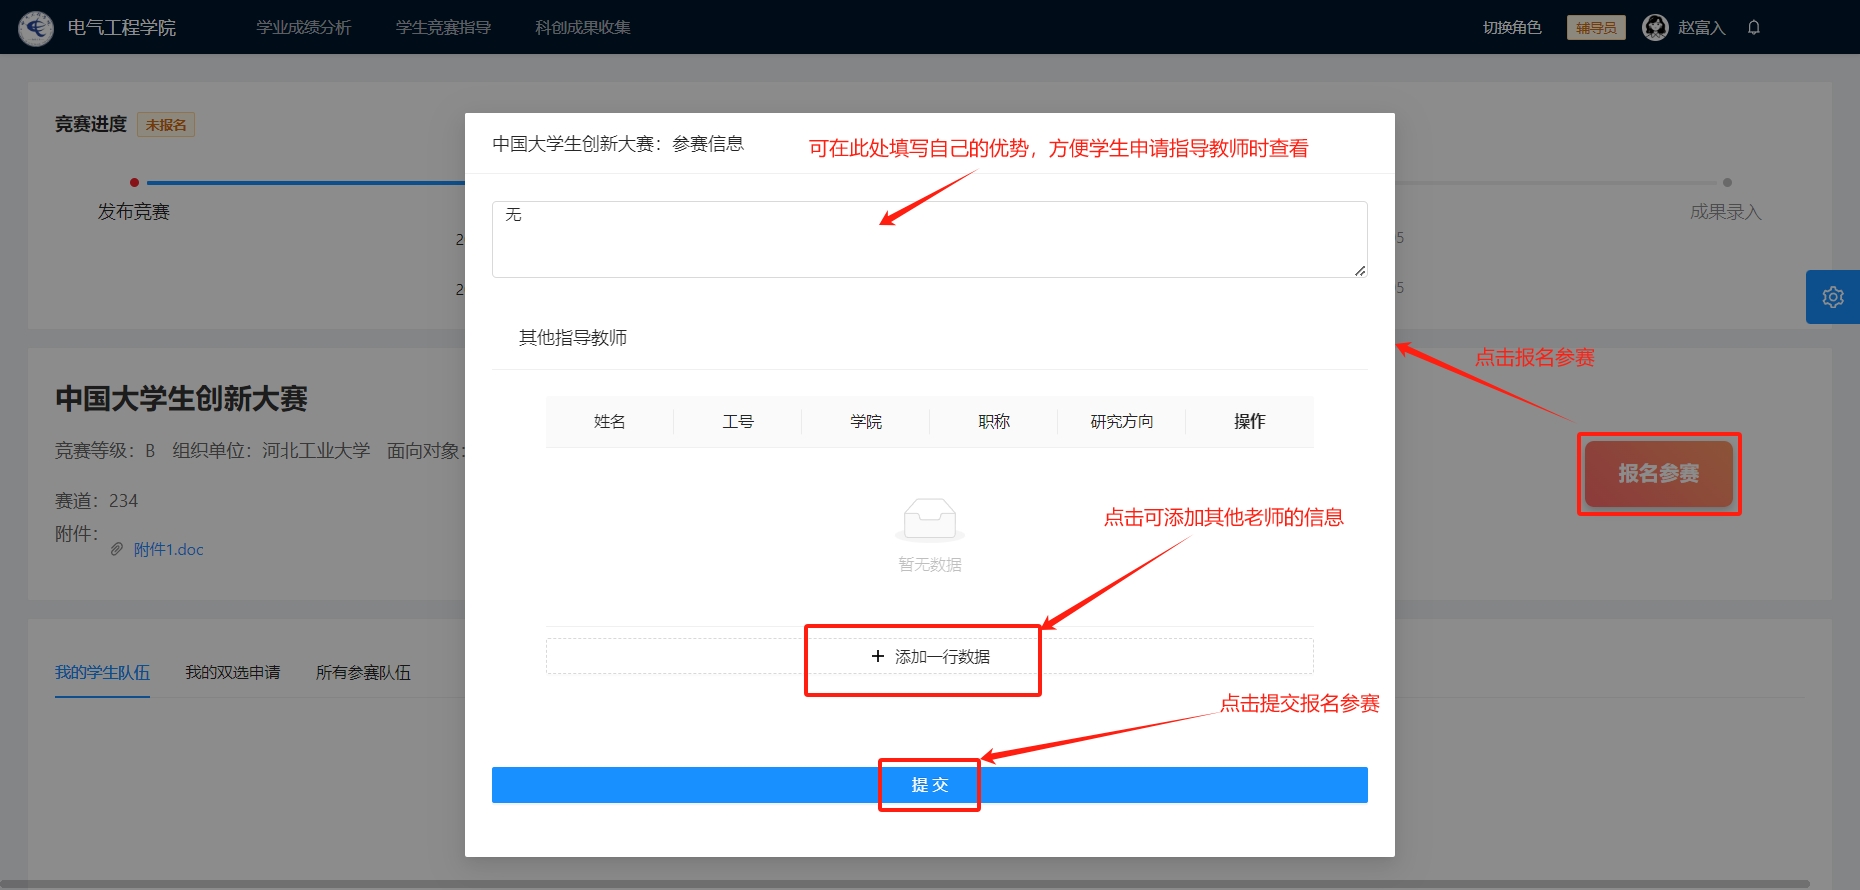 电气工程学院 学业成绩分析 学生竞赛指导 科创成果收集 切换角色 辅导员 赵富入
竞赛进度 未报名
发布竞赛
成果录入
2
5
2
5
中国大学生创新大赛：参赛信息
可在此处填写自己的优势，方便学生申请指导教师时查看
无
其他指导教师
姓名 工号 学院 职称 研究方向 操作
暂无数据
点击可添加其他老师的信息
+ 添加一行数据
点击提交报名参赛
提 交
点击报名参赛
报名参赛
中国大学生创新大赛
竞赛等级：B 组织单位：河北工业大学 面向对象：
赛道：234
附件：
附件1.doc
我的学生队伍 我的双选申请 所有参赛队伍